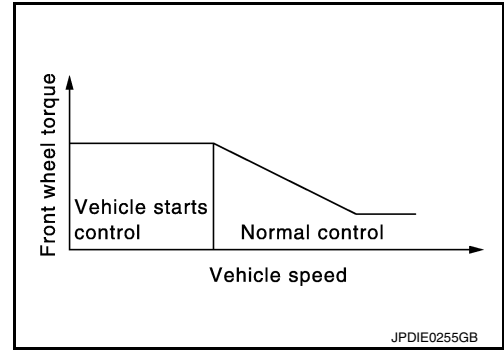 Front wheel torque
Vehicle starts
control
Normal control
Vehicle speed
JPDIE0255GB